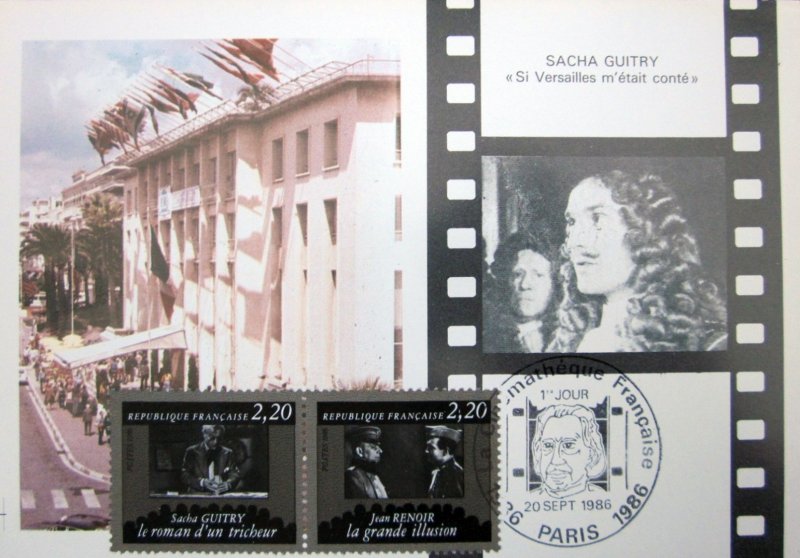 SACHA GUITRY
« Si Versailles m'était conté »
REPUBLIQUE FRANÇAISE 2,20
Sacha GUITRY
le roman d'un tricheur
REPUBLIQUE FRANÇAISE 2,20
Jean RENOIR
la grande illusion
Française
1er JOUR
20 SEPT 1986
PARIS 1986